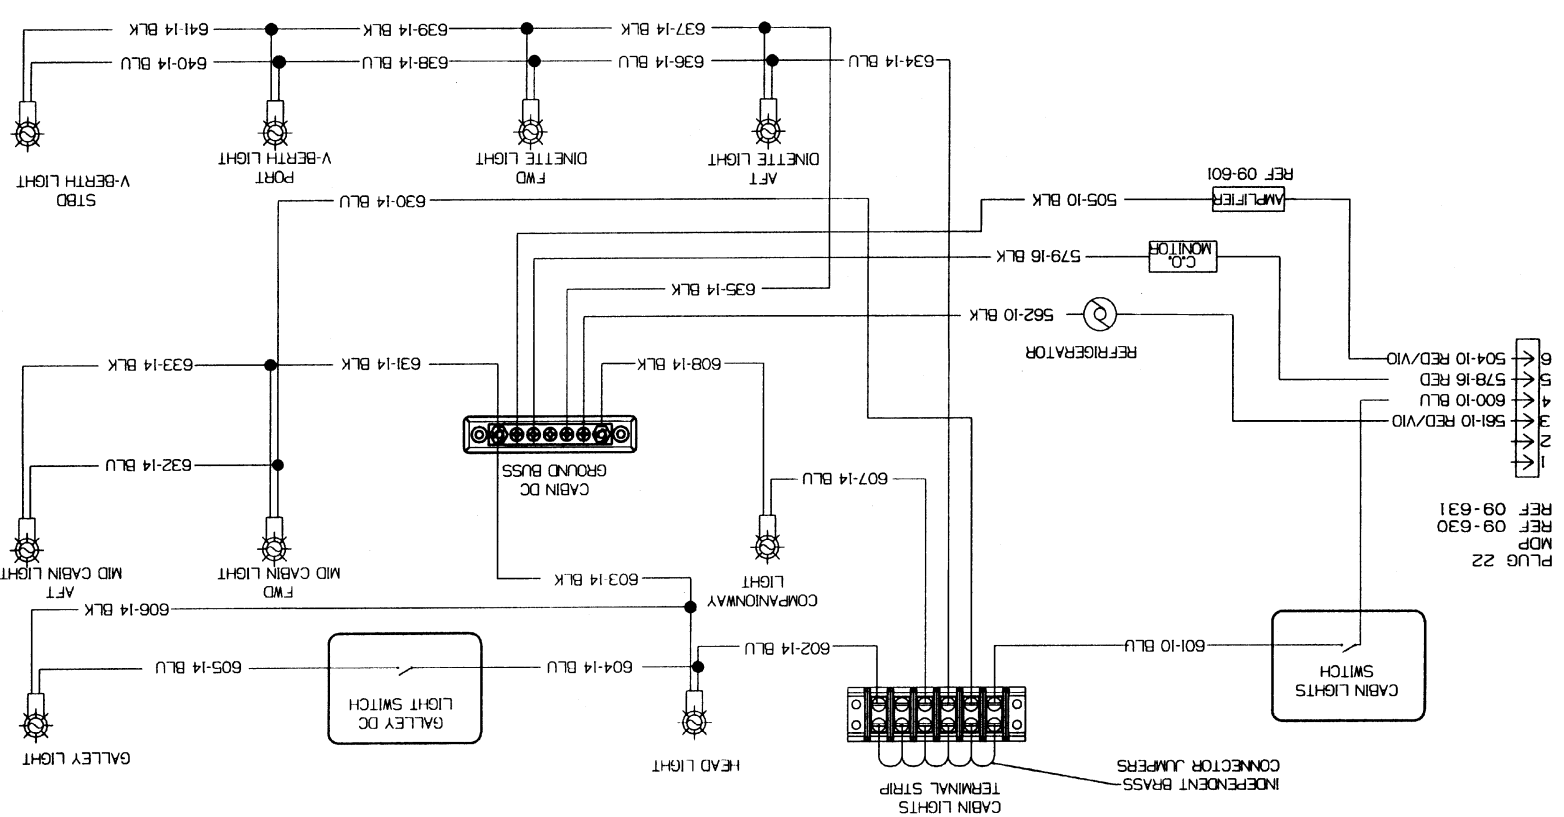 CABIN LIGHTS
TERMINAL STRIP
INDEPENDENT BRASS
CONNECTOR JUMPERS
HEAD LIGHT
GALLEY LIGHT
GALLEY DC
LIGHT SWITCH
CABIN LIGHTS
SWITCH
601-10 BLU
602-14 BLU
604-14 BLU
605-14 BLU
606-14 BLK
603-14 BLK
COMPANIONWAY
LIGHT
FWD
MID CABIN LIGHT
AFT
MID CABIN LIGHT
PLUG 22
MDP
REF 09-630
REF 09-631
CABIN DC
GROUND BUSS
607-14 BLU
632-14 BLU
1
2
3 561-10 RED/VIO
4 600-10 BLU
5 578-16 RED
6 504-10 RED/VIO
608-14 BLK
631-14 BLK
633-14 BLK
REFRIGERATOR
562-10 BLK
635-14 BLK
C.O.
MONITOR
579-16 BLK
AMPLIFIER
REF 09-601
505-10 BLK
630-14 BLU
AFT
DINETTE LIGHT
FWD
DINETTE LIGHT
PORT
V-BERTH LIGHT
STBD
V-BERTH LIGHT
634-14 BLU
636-14 BLU
638-14 BLU
640-14 BLU
637-14 BLK
639-14 BLK
641-14 BLK